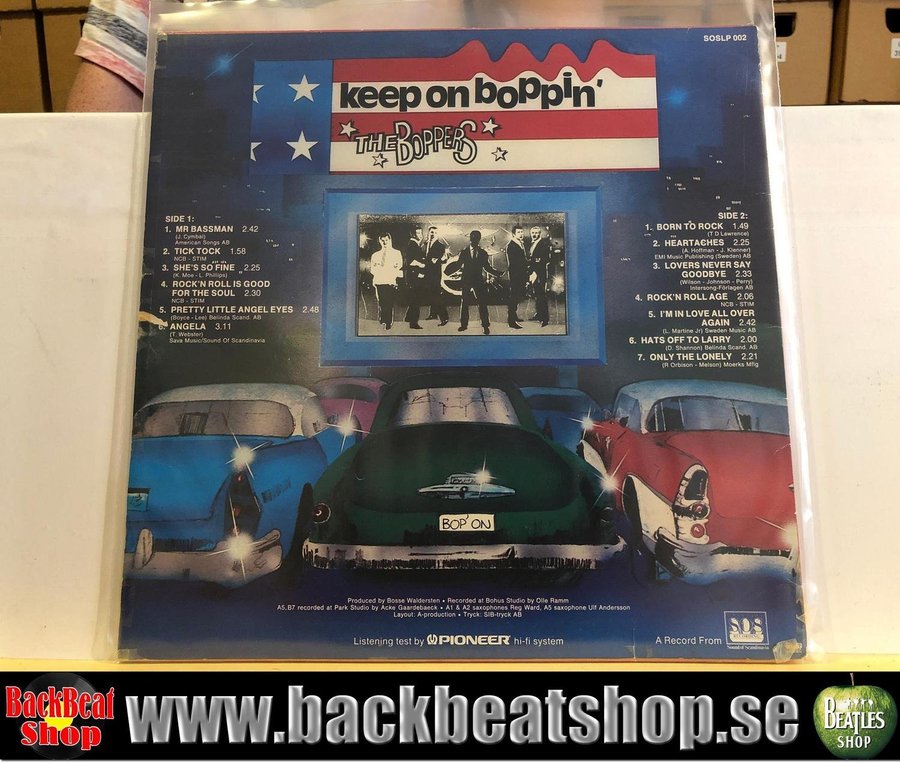 SOSLP 002
keep on boppin'
THE BOPPERS
SIDE 1:
1. MR BASSMAN 2.42
(J. Cymbal)
American Songs AB
2. TICK TOCK 1.58
NCB - STIM
3. SHE'S SO FINE 2.25
(K. Moe - L. Phillips)
4. ROCK'N ROLL IS GOOD
FOR THE SOUL 2.30
NCB - STIM
5. PRETTY LITTLE ANGEL EYES 2.48
(Boyce - Lee) Belinda Scand. AB
6. ANGELA 3.11
(T. Webster)
Sava Music/Sound Of Scandinavia
SIDE 2:
1. BORN TO ROCK 1.49
(T D Lawrence)
2. HEARTACHES 2.25
(A. Hoffman - J. Klenner)
EMI Music Publishing (Sweden) AB
3. LOVERS NEVER SAY
GOODBYE 2.33
(Wilson - Johnson - Perry)
Intersong-Förlagen AB
4. ROCK'N ROLL AGE 2.06
NCB - STIM
5. I'M IN LOVE ALL OVER
AGAIN 2.42
(L. Martine Jr) Sweden Music AB
6. HATS OFF TO LARRY 2.00
(D. Shannon) Belinda Scand. AB
7. ONLY THE LONELY 2.21
(R Orbison - Melson) Moerks Mflg
BOP' ON
Produced by Bosse Waldersten • Recorded at Bohus Studio by Olle Ramm
A5,B7 recorded at Park Studio by Acke Gaardebaeck • A1 & A2 saxophones Reg Ward, A5 saxophone Ulf Andersson
Layout: A-production • Tryck: SIB-tryck AB
Listening test by PIONEER hi-fi system
A Record From
SOS
RECORDING
Sound of Scandinavia
BackBeat
Shop
www.backbeatshop.se
BEATLES
SHOP